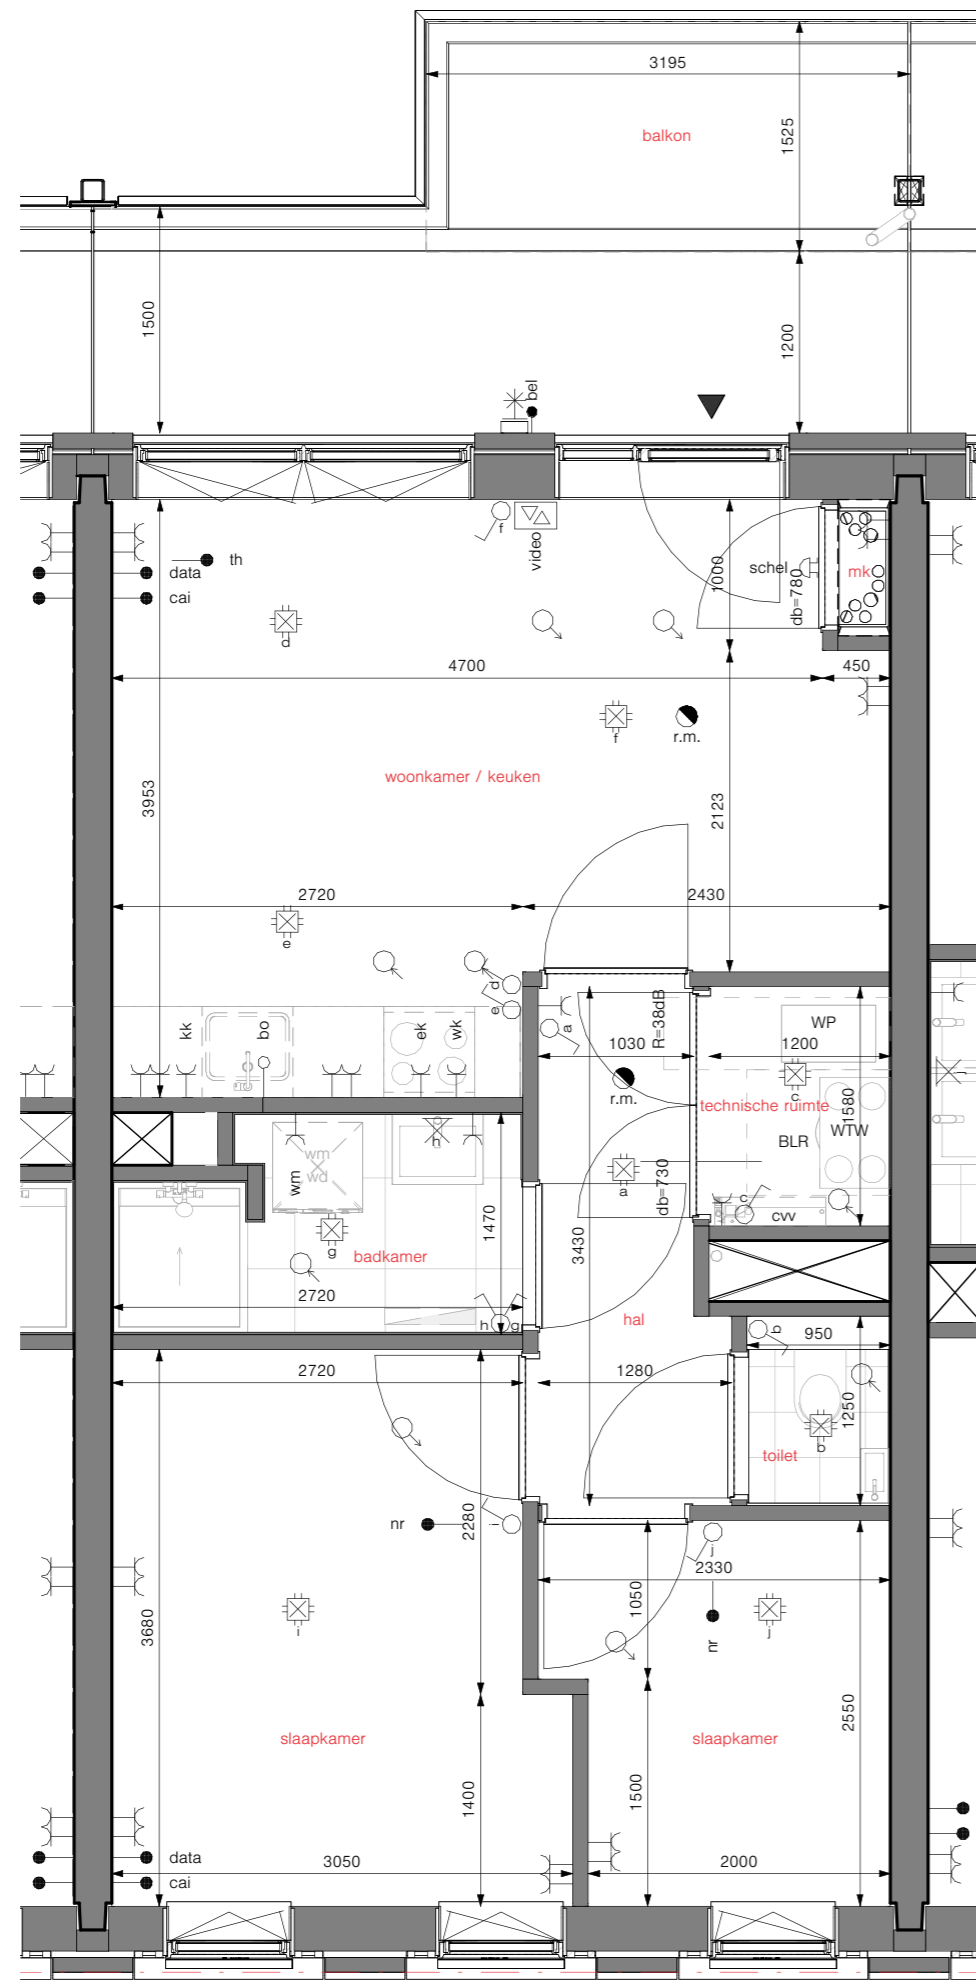 3195
balkon
1525
1500
1200
bel
f
video
schel
1000
db=780
mk
data
th
cai
d
4700
450
f
r.m.
woonkamer / keuken
3953
2123
2720
2430
e
d
e
kk
bo
ek
wk
a
R=38dB
WP
1030
1200
r.m.
c
technische ruimte
1580
h
wm
wd
wm
BLR
WTW
a
db=730
c
cvv
1470
g
badkamer
3430
2720
h
g
hal
b
950
2720
1280
1250
b
toilet
nr
i
2280
j
2330
1050
3680
i
nr
j
2550
slaapkamer
slaapkamer
1400
1500
data
3050
2000
cai